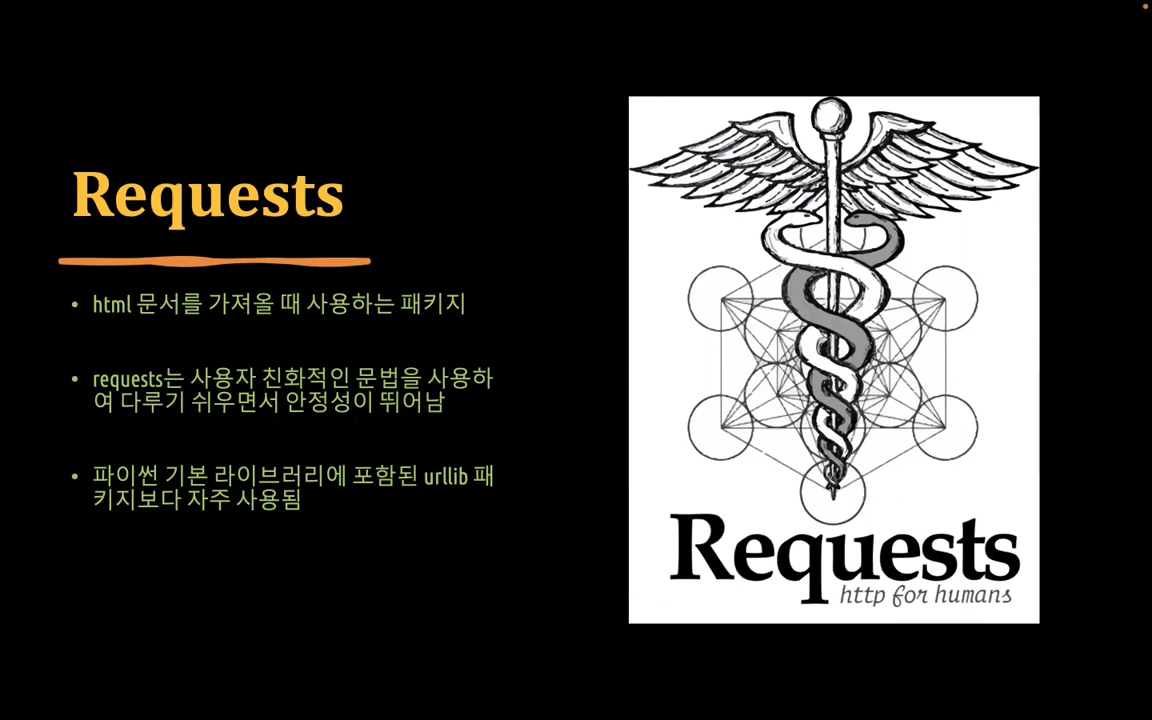 Requests
• html 문서를 가져올 때 사용하는 패키지
• requests는 사용자 친화적인 문법을 사용하
여 다루기 쉬우면서 안정성이 뛰어남
• 파이썬 기본 라이브러리에 포함된 urllib 패
키지보다 자주 사용됨
Requests
http for humans